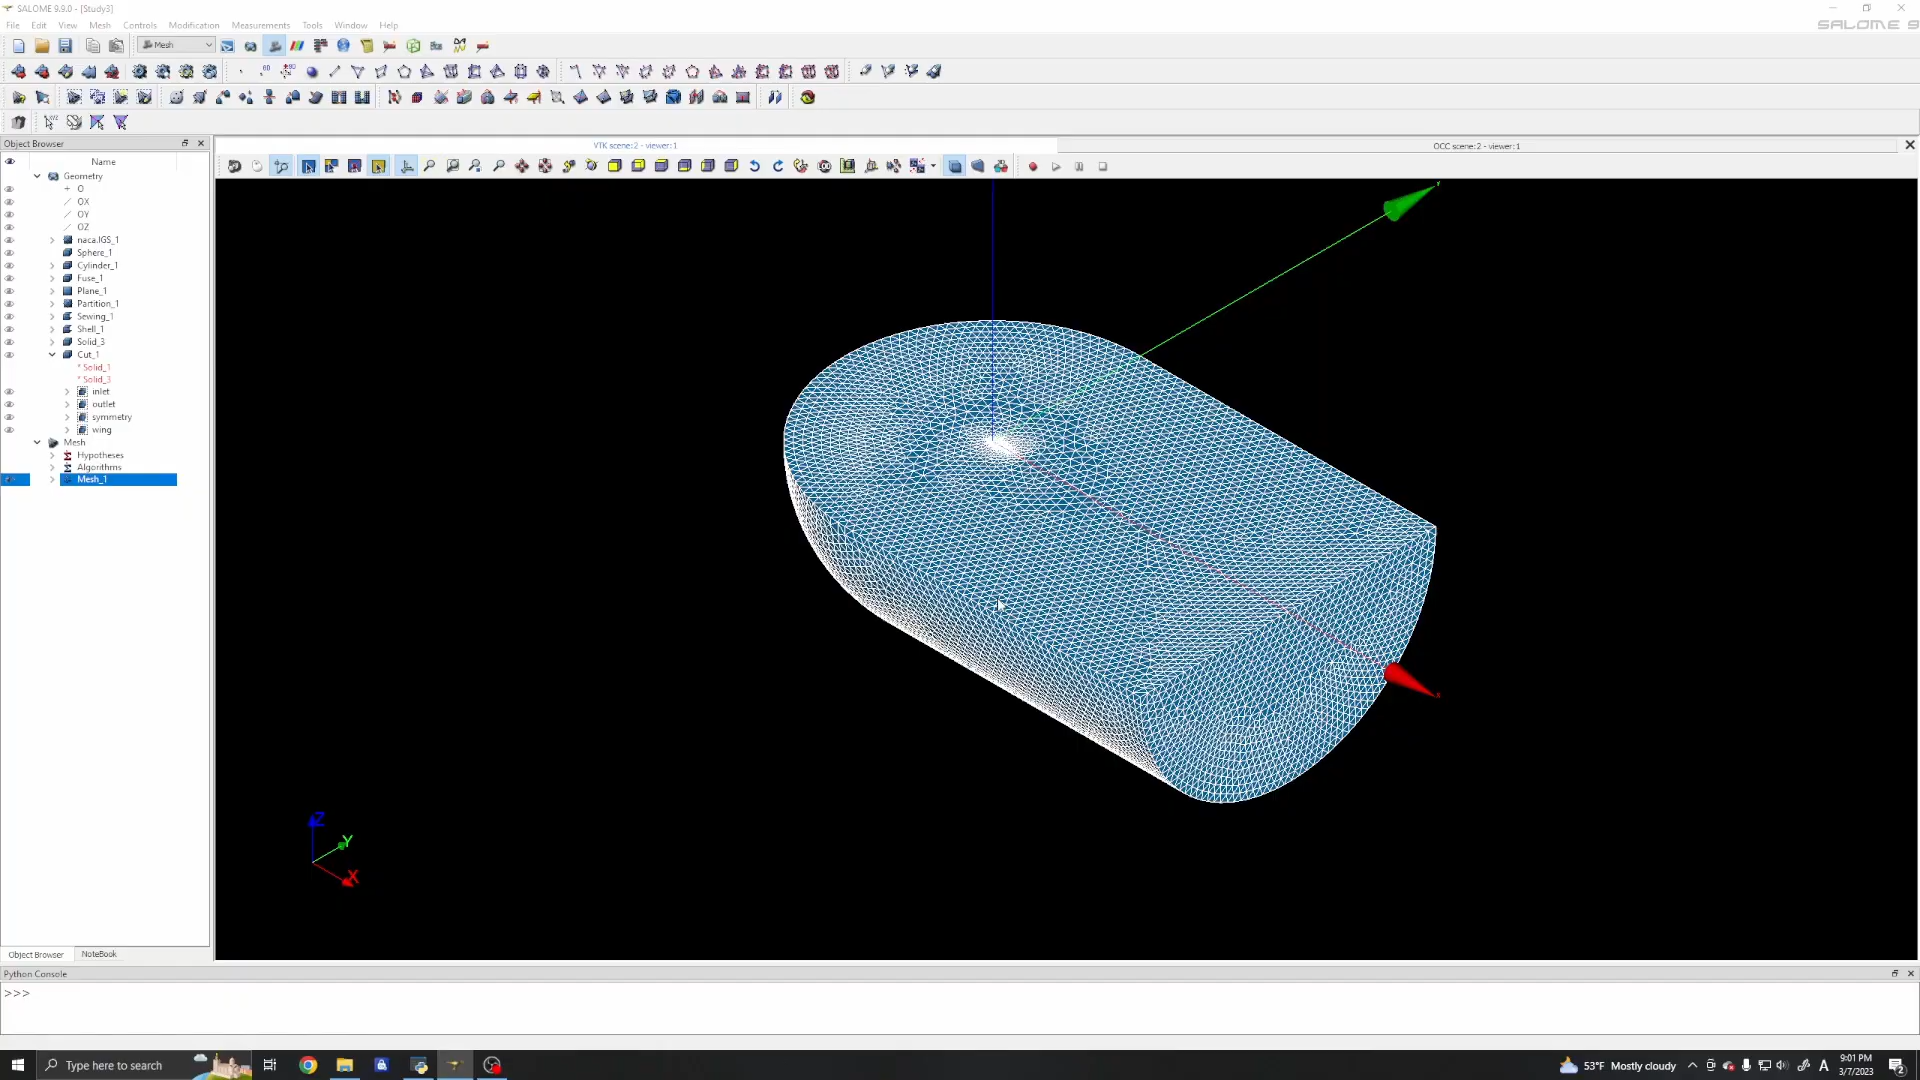 SALOME 9.9.0 - [Study3]
File Edit View Mesh Controls Modification Measurements Tools Window Help
SALOME 9
Mesh
Object Browser
VTK scene:2 - viewer:1
OCC scene:2 - viewer:1
Name
Geometry
O
OX
OY
OZ
naca.IGS_1
Sphere_1
Cylinder_1
Fuse_1
Plane_1
Partition_1
Sewing_1
Shell_1
Solid_3
Cut_1
* Solid_1
* Solid_3
inlet
outlet
symmetry
wing
Mesh
Hypotheses
Algorithms
Mesh_1
Z
Y
X
Object Browser NoteBook
Python Console
>>>
Type here to search
53°F Mostly cloudy
A
9:01 PM
3/7/2023
2